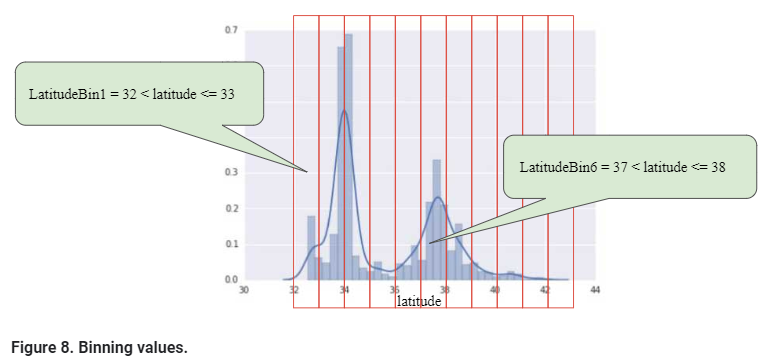 0.7
LatitudeBin1 = 32 < latitude <= 33
LatitudeBin6 = 37 < latitude <= 38
0.3
0.2
0.1
0.0
30 32 34 36 38 40 42 44
latitude
Figure 8. Binning values.